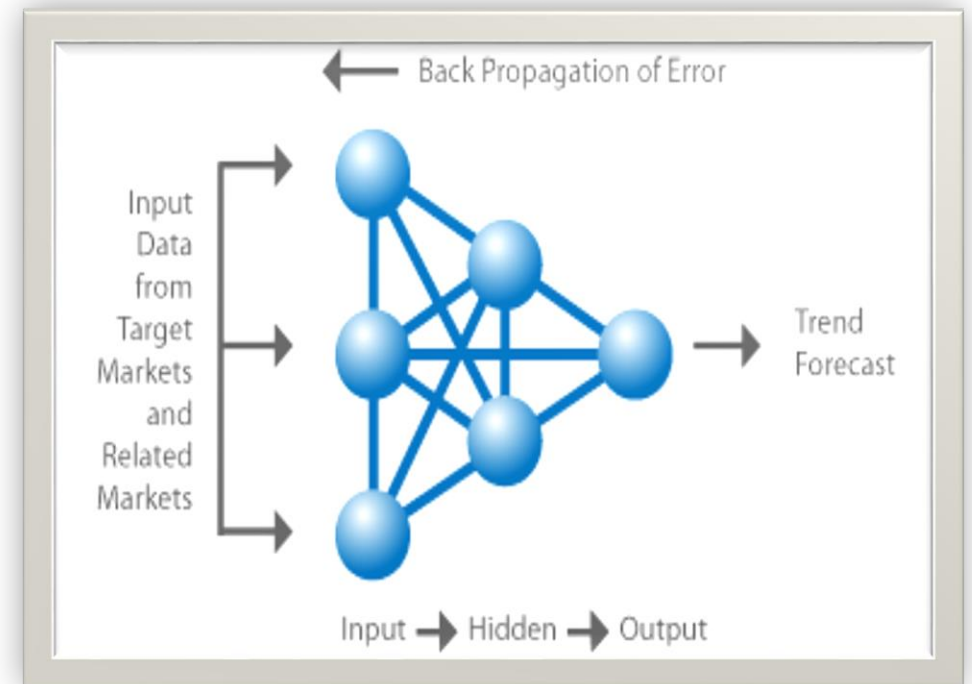 Back Propagation of Error
Input
Data
from
Target
Markets
and
Related
Markets
Trend
Forecast
Input → Hidden → Output